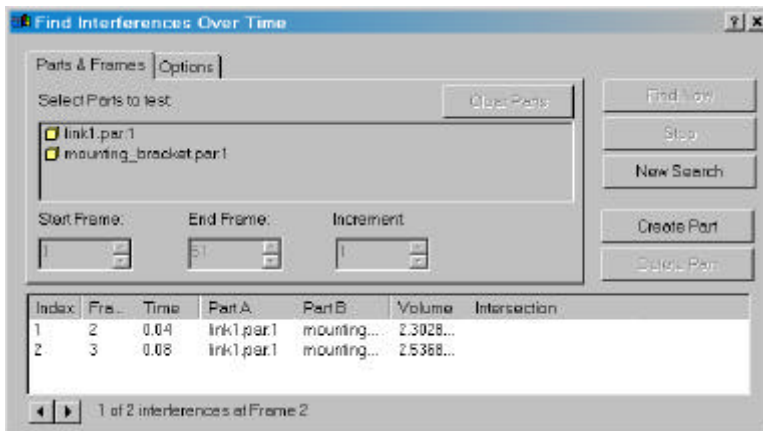 Find Interferences Over Time
Parts & Frames Options
Select Parts to test:
Clear Parts
link1.par:1
mounting_bracket.par:1
Find Now
Stop
New Search
Start Frame: End Frame: Increment
1 51 1
Create Part
Delete Part
Index Fra... Time Part A Part B Volume Intersection
1 2 0.04 link1.par:1 mounting... 2.3028...
2 3 0.08 link1.par:1 mounting... 2.5368...
1 of 2 interferences at Frame 2